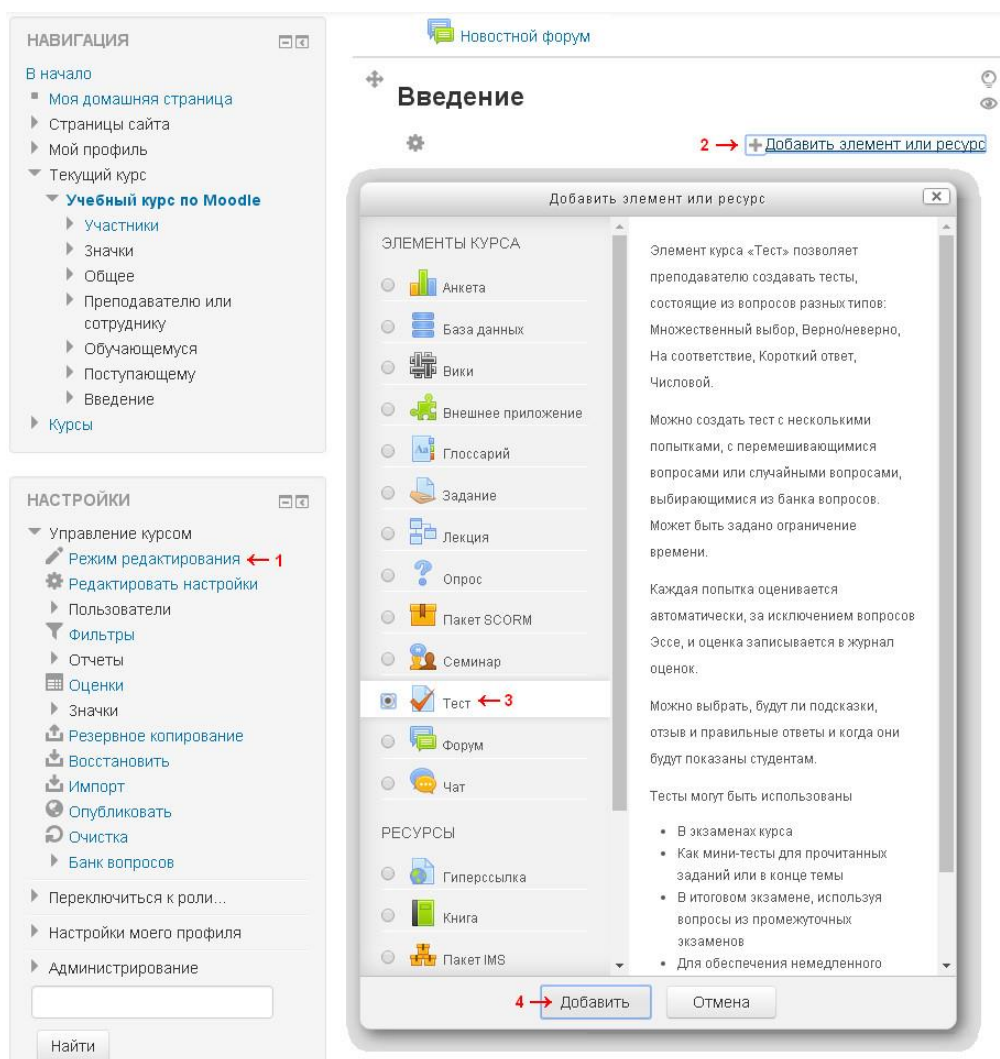 НАВИГАЦИЯ
В начало
Моя домашняя страница
Страницы сайта
Мой профиль
Текущий курс
Учебный курс по Moodle
Участники
Значки
Общее
Преподавателю или
сотруднику
Обучающемуся
Поступающему
Введение
Курсы
НАСТРОЙКИ
Управление курсом
Режим редактирования ← 1
Редактировать настройки
Пользователи
Фильтры
Отчеты
Оценки
Значки
Резервное копирование
Восстановить
Импорт
Опубликовать
Очистка
Банк вопросов
Переключиться к роли...
Настройки моего профиля
Администрирование
Найти
Новостной форум
Введение
2 → Добавить элемент или ресурс
Добавить элемент или ресурс
ЭЛЕМЕНТЫ КУРСА
Анкета
База данных
Вики
Внешнее приложение
Глоссарий
Задание
Лекция
Опрос
Пакет SCORM
Семинар
Тест ← 3
Форум
Чат
РЕСУРСЫ
Гиперссылка
Книга
Пакет IMS
Элемент курса «Тест» позволяет
преподавателю создавать тесты,
состоящие из вопросов разных типов:
Множественный выбор, Верно/неверно,
На соответствие, Короткий ответ,
Числовой.
Можно создать тест с несколькими
попытками, с перемешивающимися
вопросами или случайными вопросами,
выбирающимися из банка вопросов.
Может быть задано ограничение
времени.
Каждая попытка оценивается
автоматически, за исключением вопросов
Эссе, и оценка записывается в журнал
оценок.
Можно выбрать, будут ли подсказки,
отзыв и правильные ответы и когда они
будут показаны студентам.
Тесты могут быть использованы
В экзаменах курса
Как мини-тесты для прочитанных
заданий или в конце темы
В итоговом экзамене, используя
вопросы из промежуточных
экзаменов
Для обеспечения немедленного
4 → Добавить
Отмена